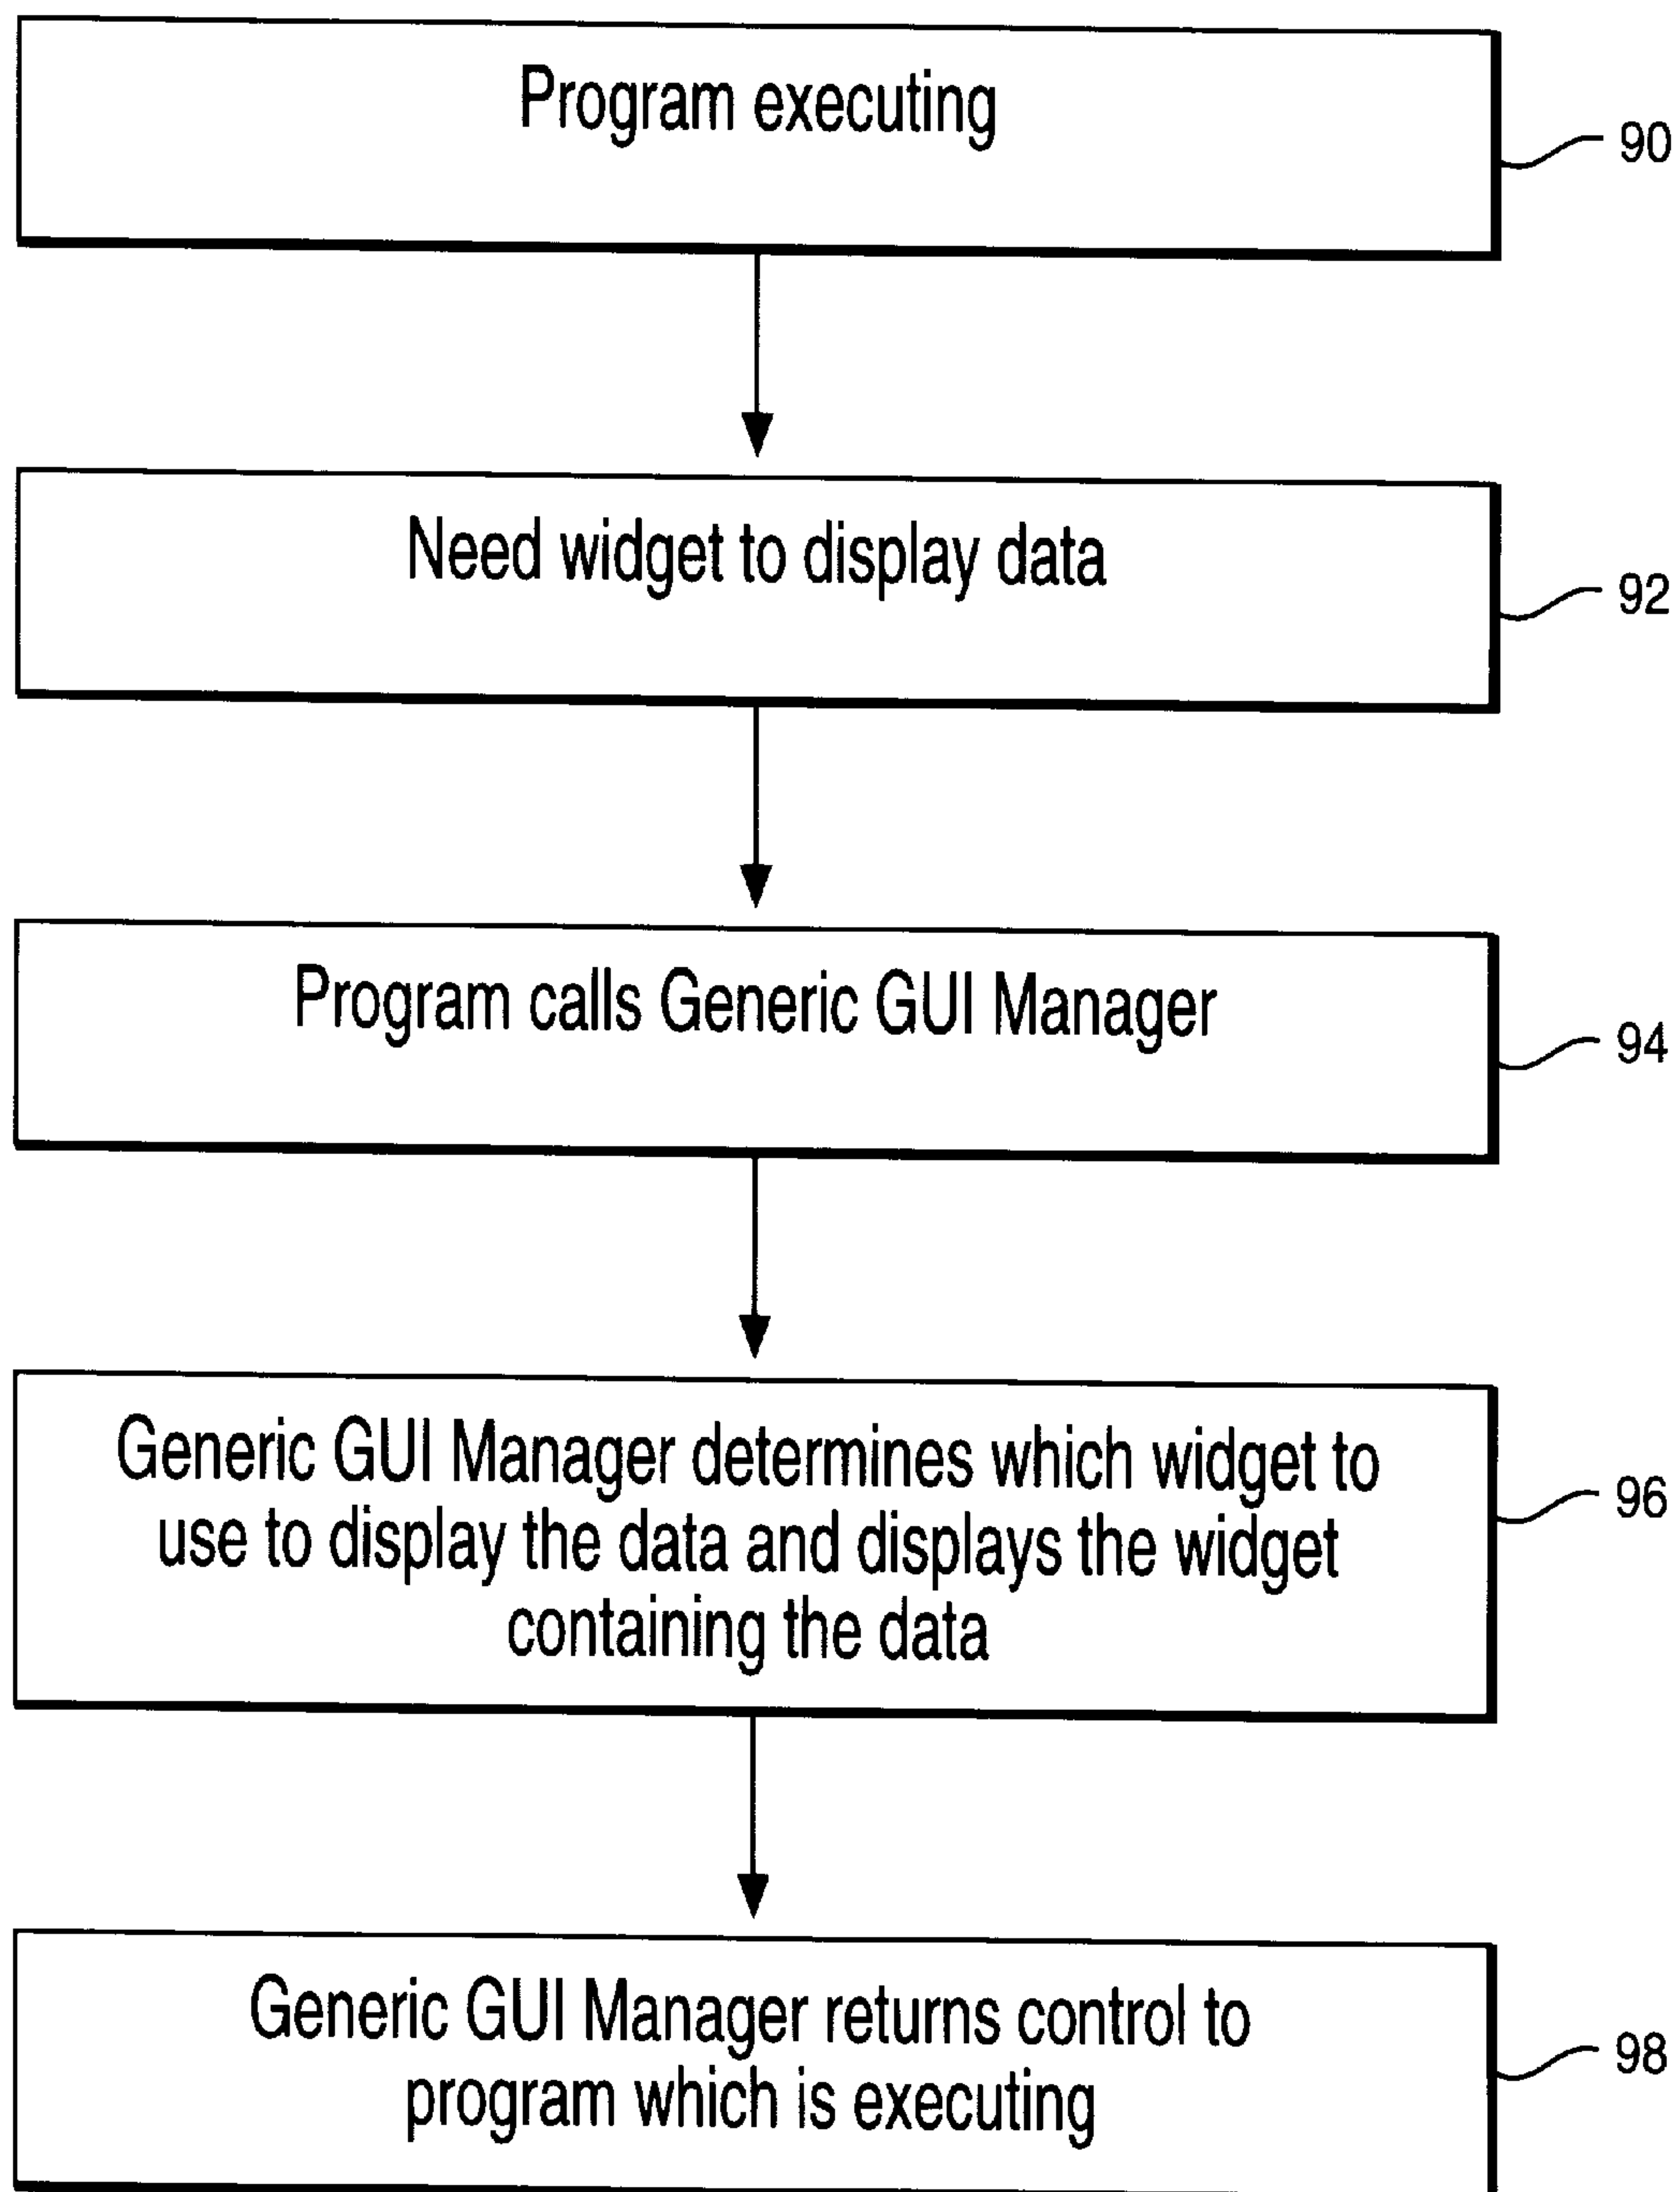 Program executing
90
Need widget to display data
92
Program calls Generic GUI Manager
94
Generic GUI Manager determines which widget to
use to display the data and displays the widget
containing the data
96
Generic GUI Manager returns control to
program which is executing
98